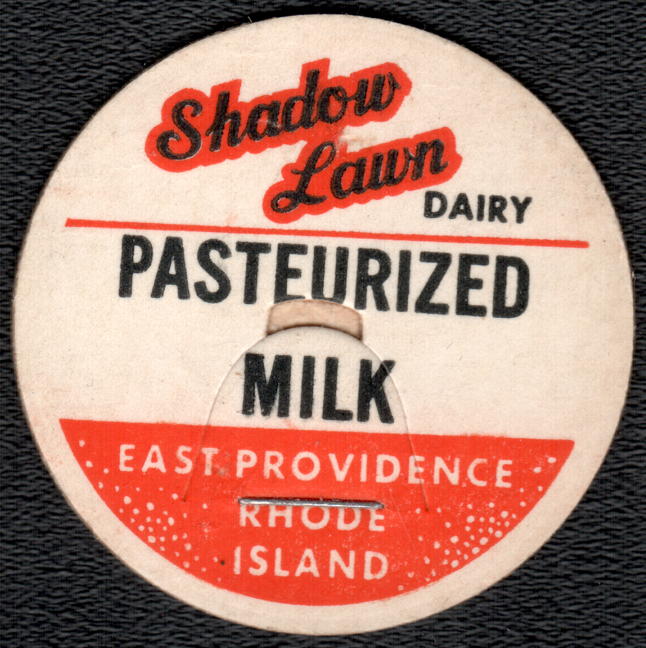 Shadow
Lawn
DAIRY
PASTEURIZED
MILK
EAST PROVIDENCE
RHODE
ISLAND